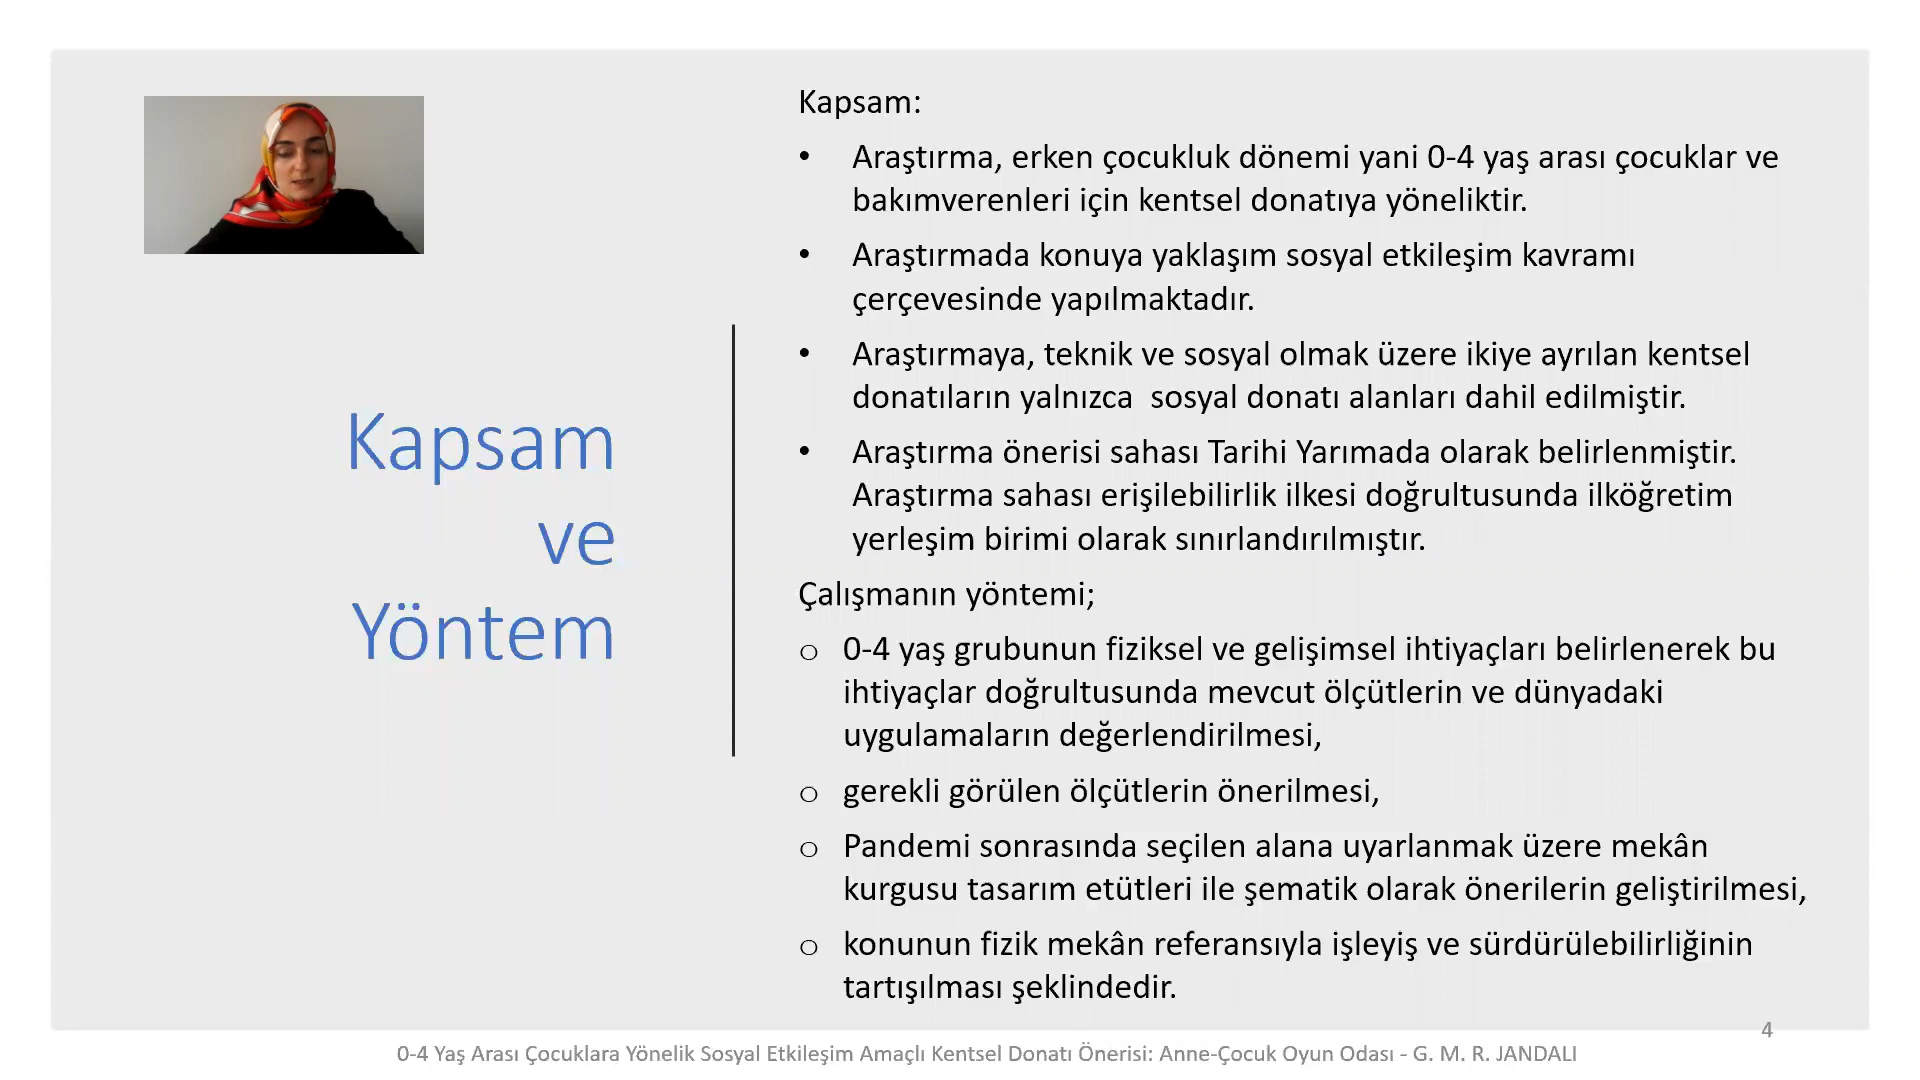 Kapsam
ve
Yöntem
Kapsam:
• Araştırma, erken çocukluk dönemi yani 0-4 yaş arası çocuklar ve
bakımverenleri için kentsel donatıya yöneliktir.
• Araştırmada konuya yaklaşım sosyal etkileşim kavramı
çerçevesinde yapılmaktadır.
• Araştırmaya, teknik ve sosyal olmak üzere ikiye ayrılan kentsel
donatıların yalnızca  sosyal donatı alanları dahil edilmiştir.
• Araştırma önerisi sahası Tarihi Yarımada olarak belirlenmiştir.
Araştırma sahası erişilebilirlik ilkesi doğrultusunda ilköğretim
yerleşim birimi olarak sınırlandırılmıştır.
Çalışmanın yöntemi;
o 0-4 yaş grubunun fiziksel ve gelişimsel ihtiyaçları belirlenerek bu
ihtiyaçlar doğrultusunda mevcut ölçütlerin ve dünyadaki
uygulamaların değerlendirilmesi,
o gerekli görülen ölçütlerin önerilmesi,
o Pandemi sonrasında seçilen alana uyarlanmak üzere mekân
kurgusu tasarım etütleri ile şematik olarak önerilerin geliştirilmesi,
o konunun fizik mekân referansıyla işleyiş ve sürdürülebilirliğinin
tartışılması şeklindedir.
4
0-4 Yaş Arası Çocuklara Yönelik Sosyal Etkileşim Amaçlı Kentsel Donatı Önerisi: Anne-Çocuk Oyun Odası - G. M. R. JANDALI